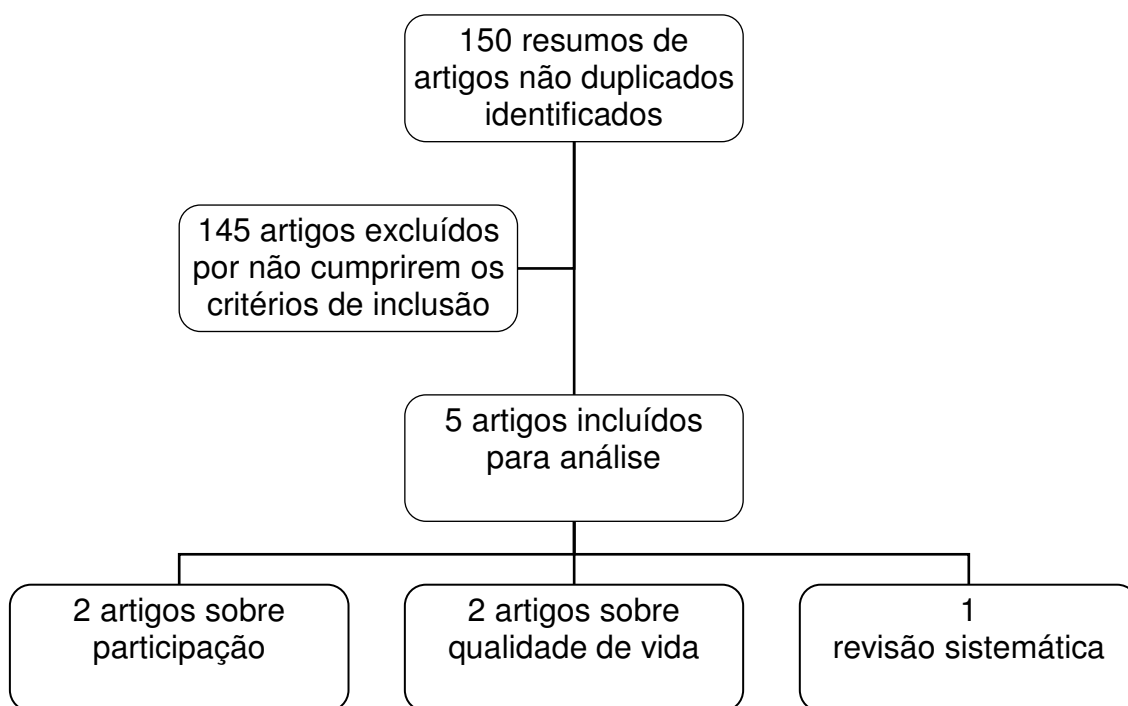 150 resumos de
artigos não duplicados
identificados
145 artigos excluídos
por não cumprirem os
critérios de inclusão
5 artigos incluídos
para análise
2 artigos sobre
participação
2 artigos sobre
qualidade de vida
1
revisão sistemática